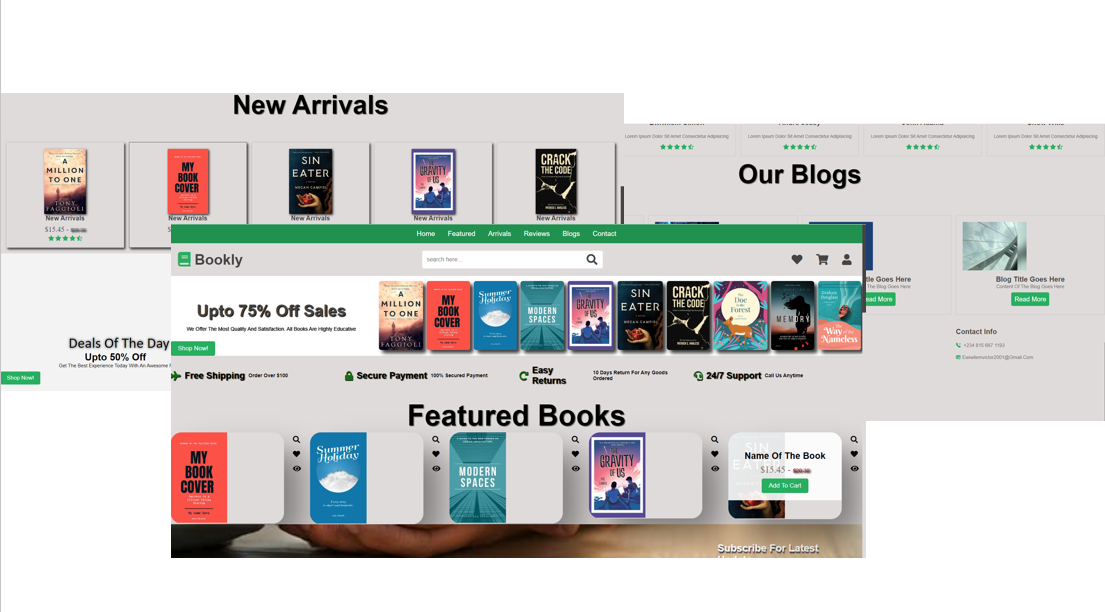 New Arrivals
A MILLION TO ONE
TONY FAGGIOLI
MY BOOK COVER
SIN EATER
MEGAN CAMPISI
THE GRAVITY OF US
CRACK THE CODE
New Arrivals
New Arrivals
New Arrivals
New Arrivals
New Arrivals
$15.45 -
Deals Of The Day
Upto 50% Off
Get The Best Experience Today With An Awesome
Shop Now!
Lorem Ipsum Dolor Sit Amet Consectetur Adipiscing
Lorem Ipsum Dolor Sit Amet Consectetur Adipiscing
Lorem Ipsum Dolor Sit Amet Consectetur Adipiscing
Lorem Ipsum Dolor Sit Amet Consectetur Adipiscing
Our Blogs
Title Goes Here
The Blog Goes Here
Read More
Blog Title Goes Here
Content Of The Blog Goes Here
Read More
Contact Info
+234 815 667 1193
Home Featured Arrivals Reviews Blogs Contact
Bookly
search here...
Upto 75% Off Sales
We Offer The Most Quality And Satisfaction. All Books Are Highly Educative
Shop Now!
A MILLION TO ONE
TONY FAGGIOLI
MY BOOK COVER
Summer Holiday
MODERN SPACES
THE GRAVITY OF US
SIN EATER
MEGAN CAMPISI
CRACK THE CODE
The Doe in the Forest
MEMORY
The Way of the Nameless
Free Shipping Order Over $100
Secure Payment 100% Secured Payment
Easy Returns
10 Days Return For Any Goods Ordered
24/7 Support Call Us Anytime
Featured Books
MY BOOK COVER
Summer Holiday
MODERN SPACES
THE GRAVITY OF US
SIN
Name Of The Book
$15.45 -
Add To Cart
Subscribe For Latest